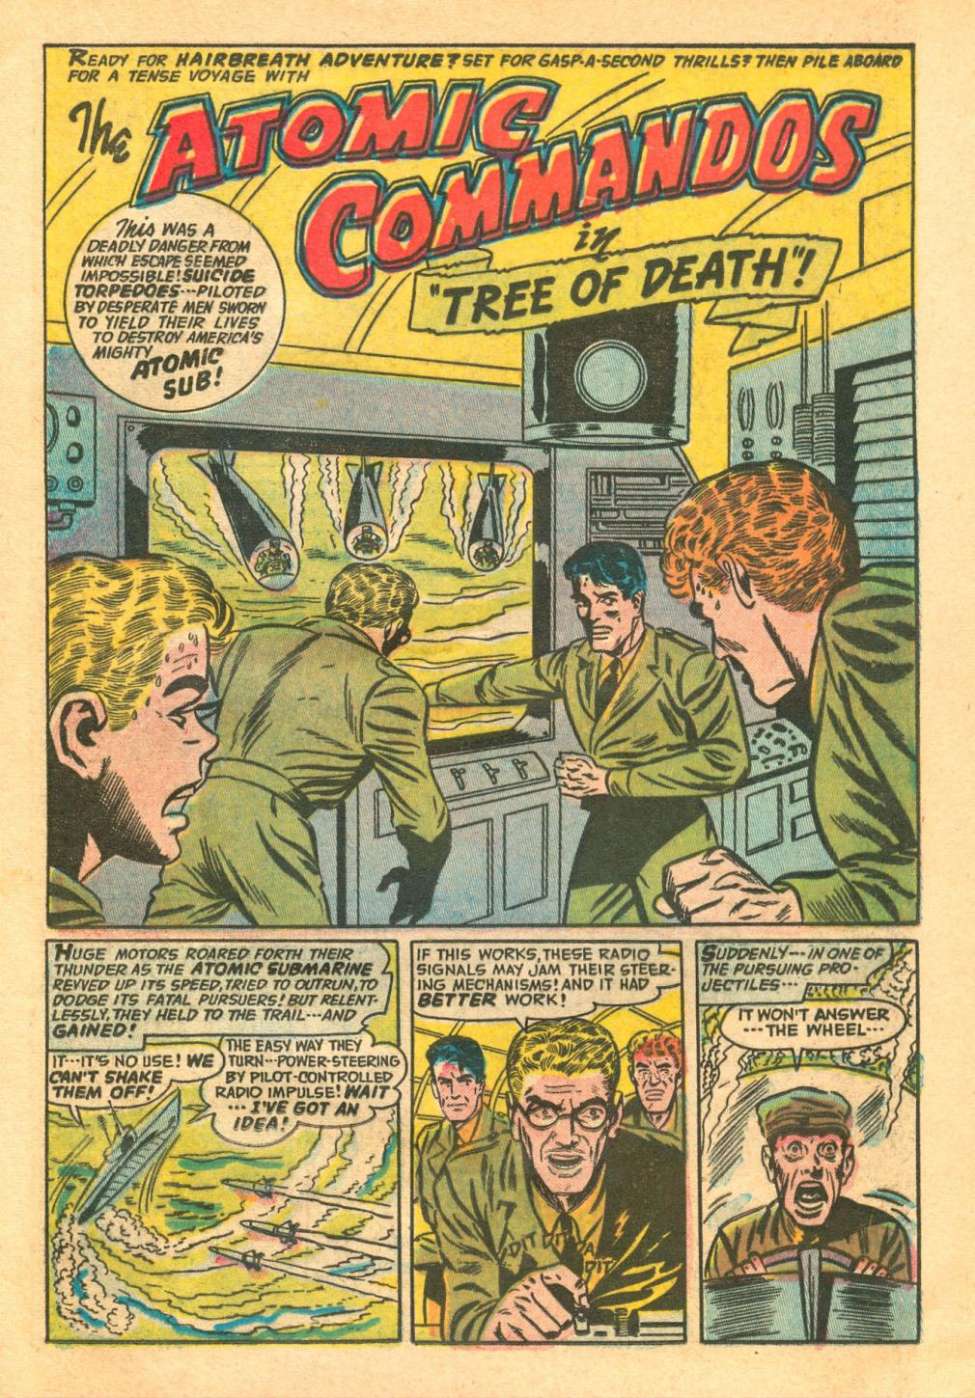 READY FOR HAIRBREATH ADVENTURE? SET FOR GASP-A-SECOND THRILLS? THEN PILE ABOARD
FOR A TENSE VOYAGE WITH
The ATOMIC
COMMANDOS
in
"TREE OF DEATH"!
This WAS A
DEADLY DANGER FROM
WHICH ESCAPE SEEMED
IMPOSSIBLE! SUICIDE
TORPEDOES---PILOTED
BY DESPERATE MEN SWORN
TO YIELD THEIR LIVES
TO DESTROY AMERICA'S
MIGHTY
ATOMIC
SUB!
HUGE MOTORS ROARED FORTH THEIR
THUNDER AS THE ATOMIC SUBMARINE
REVVED UP ITS SPEED, TRIED TO OUTRUN, TO
DODGE ITS FATAL PURSUERS! BUT RELENT-
LESSLY, THEY HELD TO THE TRAIL---AND
GAINED!
IT---IT'S NO USE! WE
CAN'T SHAKE
THEM OFF!
THE EASY WAY THEY
TURN---POWER-STEERING
BY PILOT-CONTROLLED
RADIO IMPULSE! WAIT
---I'VE GOT AN
IDEA!
IF THIS WORKS, THESE RADIO
SIGNALS MAY JAM THEIR STEER-
ING MECHANISMS! AND IT HAD
BETTER WORK!
DIT DIT DA
DIT
SUDDENLY---IN ONE OF
THE PURSUING PRO-
JECTILES---
IT WON'T ANSWER
---THE WHEEL---